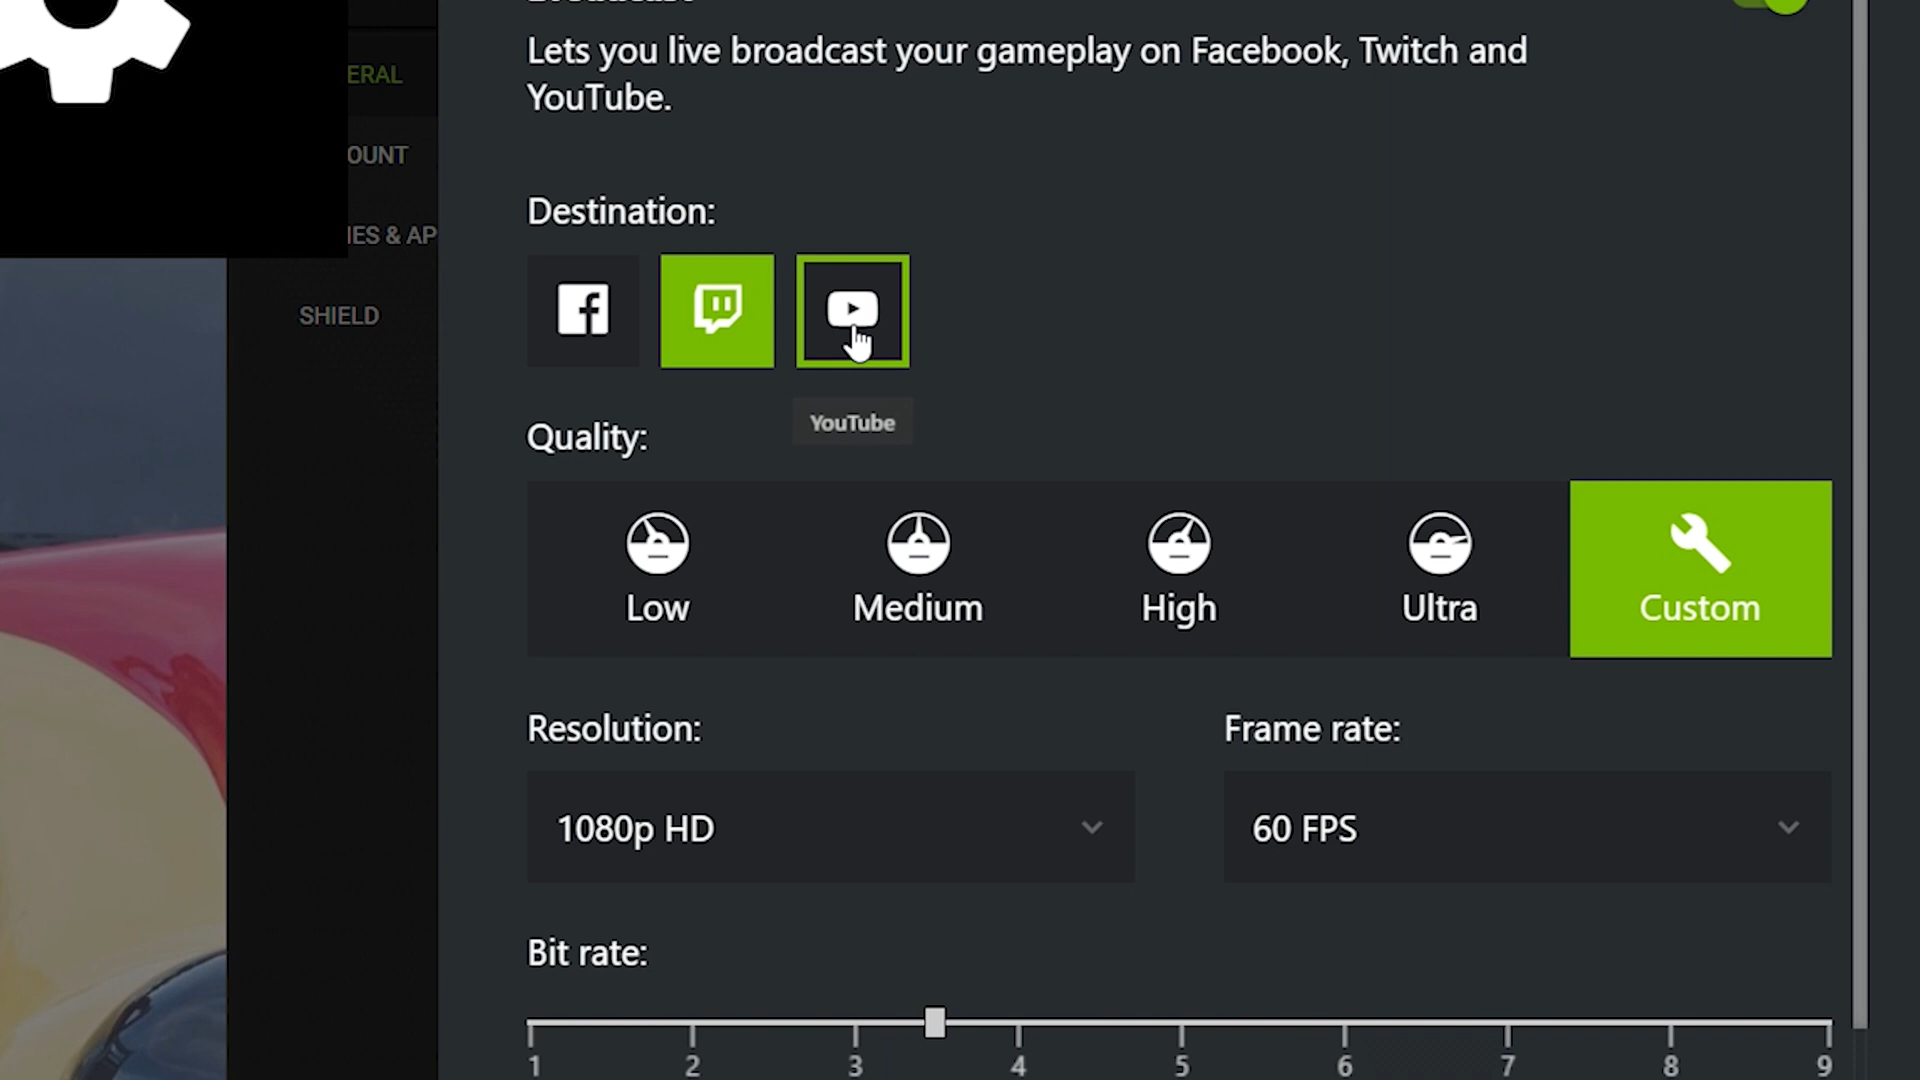 Lets you live broadcast your gameplay on Facebook, Twitch and
YouTube.
ERAL
OUNT
IES & AP
SHIELD
Destination:
YouTube
Quality:
Low Medium High Ultra Custom
Resolution: Frame rate:
1080p HD 60 FPS
Bit rate:
1 2 3 4 5 6 7 8 9